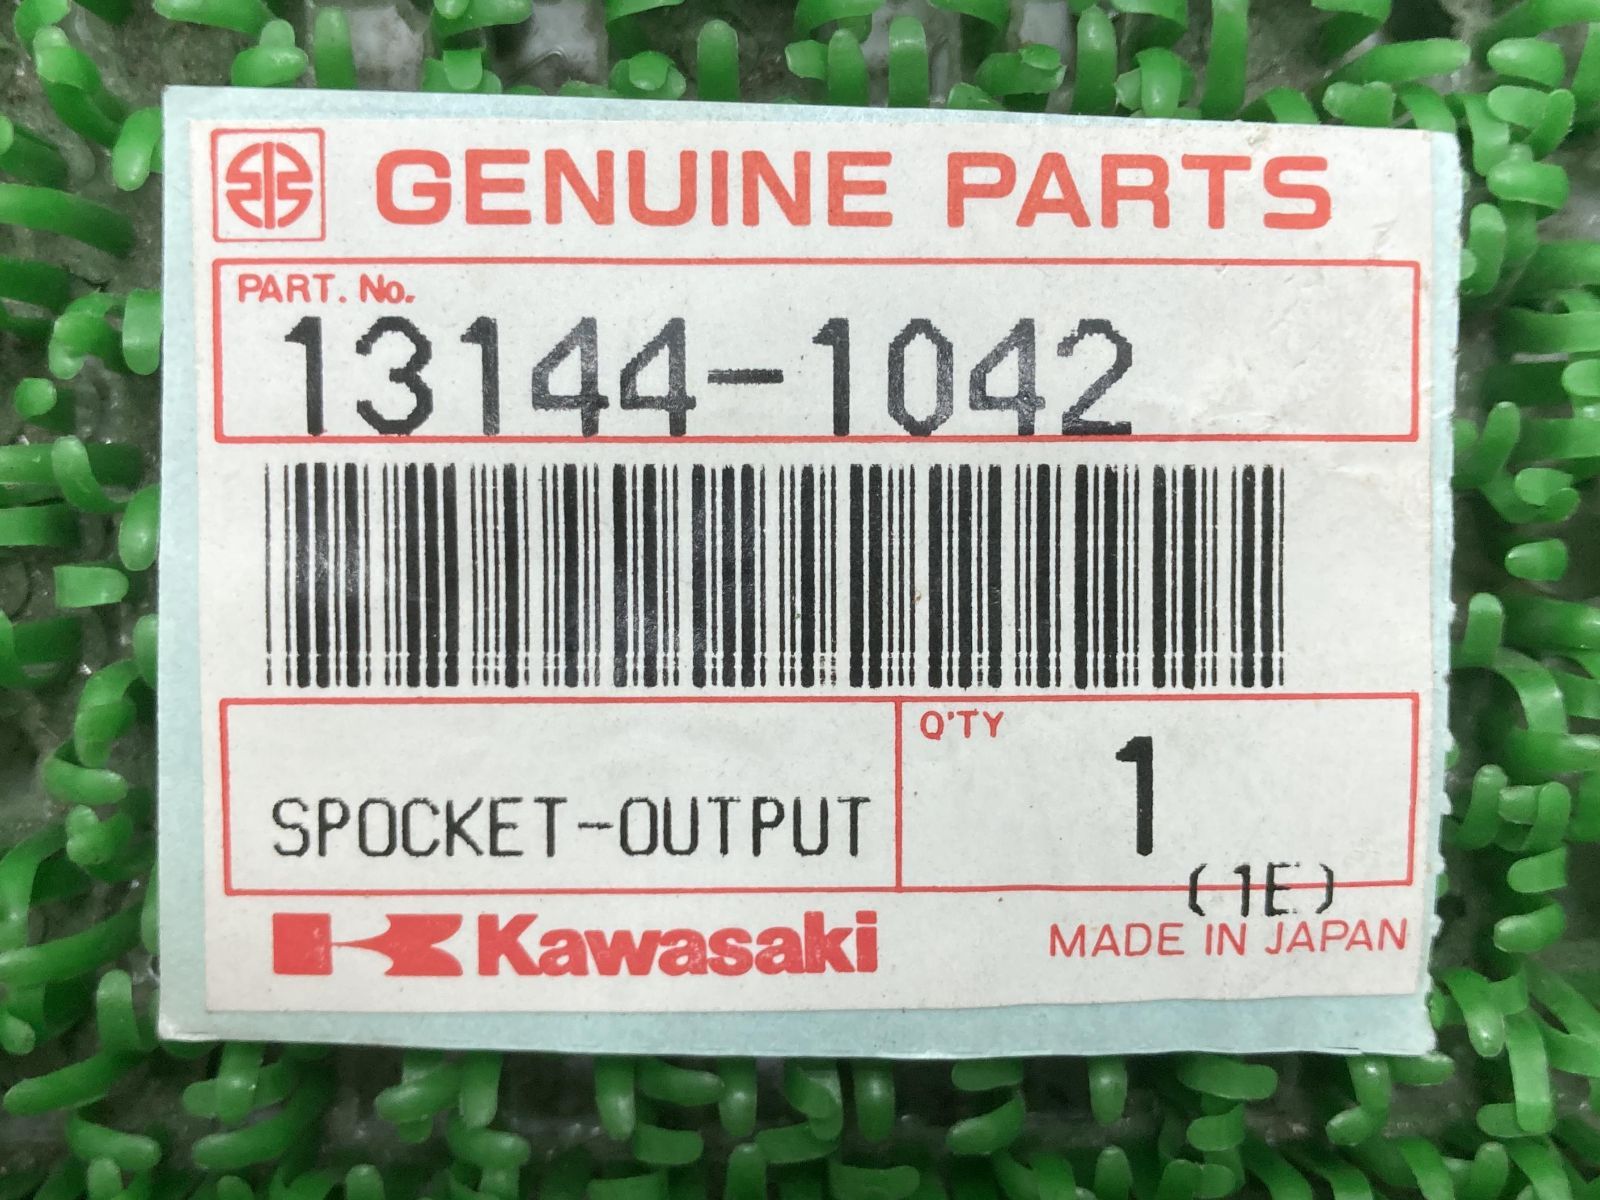 GENUINE PARTS
PART. No.
13144-1042
SPOCKET-OUTPUT
Q'TY
1
(1E)
Kawasaki
MADE IN JAPAN